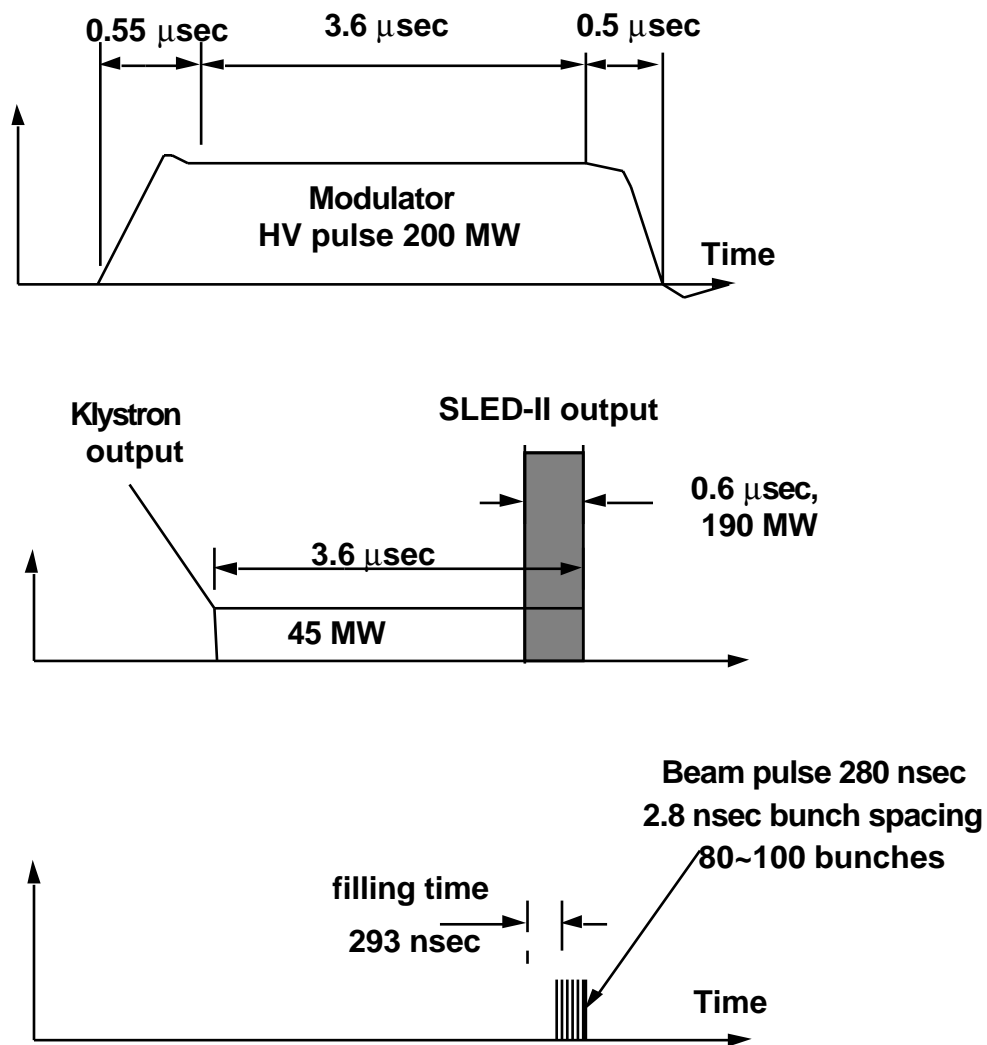 0.55 μsec
3.6 μsec
0.5 μsec
Modulator
HV pulse 200 MW
Time
Klystron
output
SLED-II output
0.6 μsec,
190 MW
3.6 μsec
45 MW
Beam pulse 280 nsec
2.8 nsec bunch spacing
80~100 bunches
filling time
293 nsec
Time